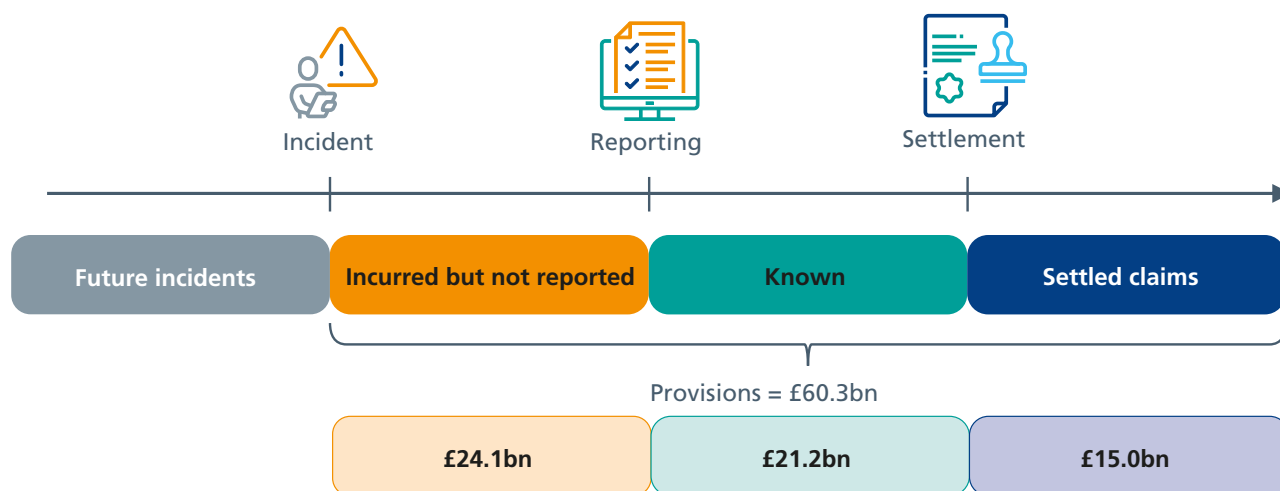 Incident
Reporting
Settlement
Future incidents
Incurred but not reported
Known
Settled claims
Provisions = £60.3bn
£24.1bn
£21.2bn
£15.0bn